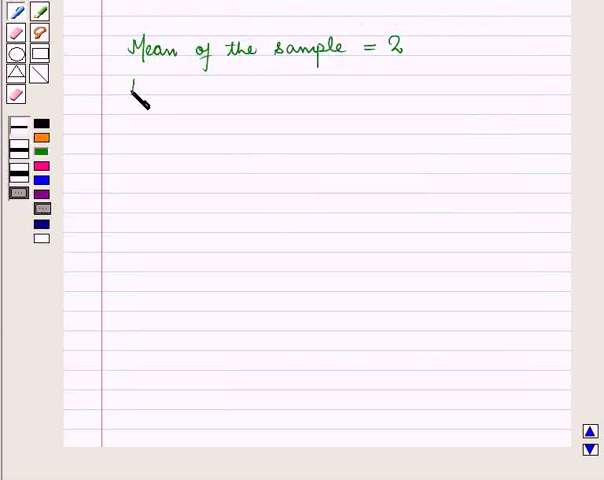 Mean of the sample = 2